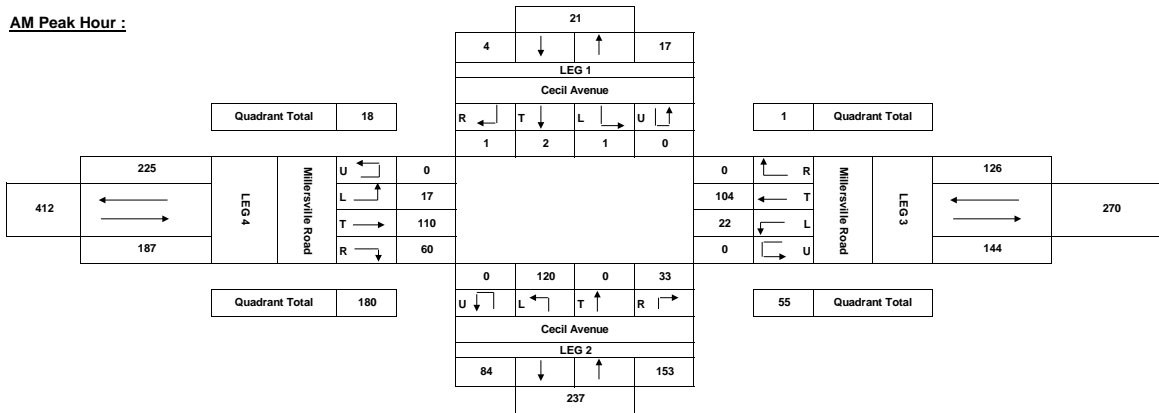 AM Peak Hour :
21
4 17
LEG 1
Cecil Avenue
Quadrant Total 18
R T L U
1 Quadrant Total
1 2 1 0
225
U 0
0 R
126
412
LEG 4
Millersville Road
L 17
104 T
Millersville Road
LEG 3
270
T 110
22 L
187
R 60
0 U
144
0 120 0 33
Quadrant Total 180
U L T R
55 Quadrant Total
Cecil Avenue
LEG 2
84 153
237